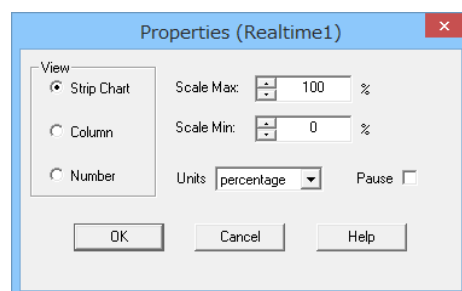 Properties (Realtime1)
View
Strip Chart
Scale Max: 100 %
Column
Scale Min: 0 %
Number
Units percentage Pause
OK Cancel Help